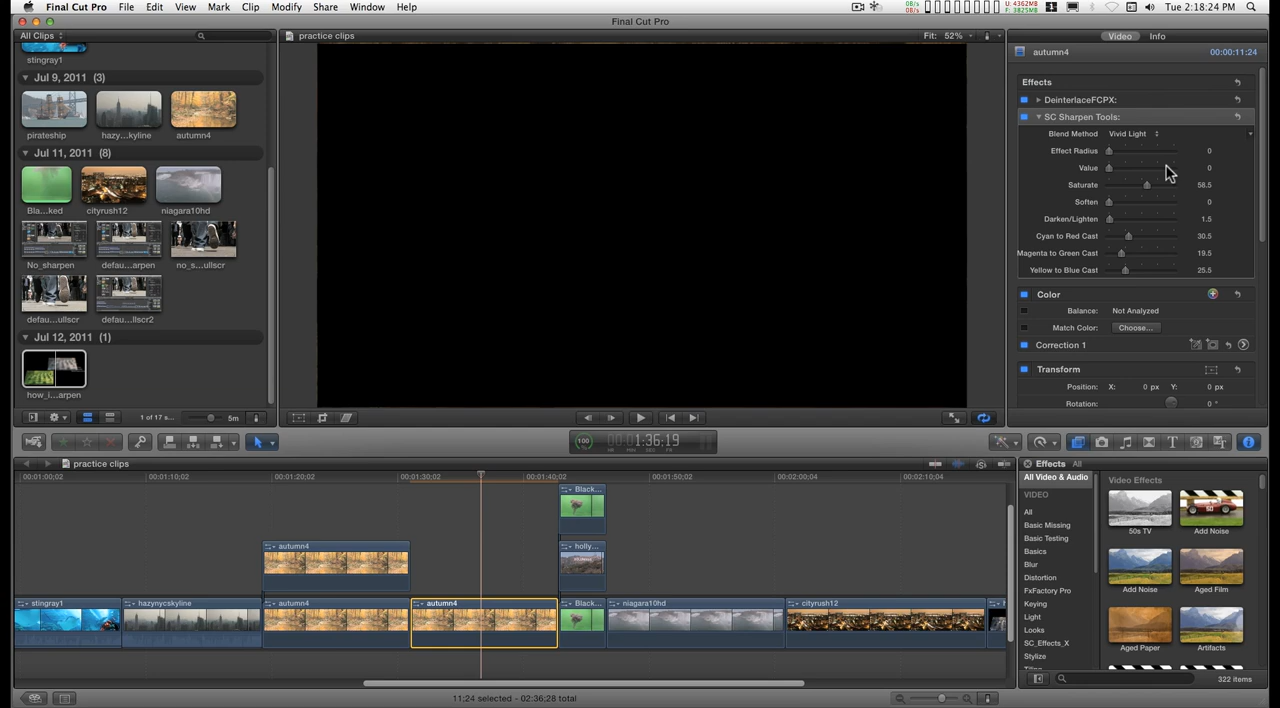 Final Cut Pro File Edit View Mark Clip Modify Share Window Help
0B/s 0B/s U: 4362MB F: 3825MB Tue 2:18:24 PM
Final Cut Pro
All Clips
practice clips
Fit: 52%
Video Info
stingray1
Jul 9, 2011 (3)
pirateship hazy...kyline autumn4
Jul 11, 2011 (8)
Bla...ked cityrush12 niagara10hd
No_sharpen defau...arpen no_s...ullscr
defau...ullscr defau...llscr2
Jul 12, 2011 (1)
how_i...arpen
1 of 17 s... 5m
autumn4 00:00:11:24
Effects
DeinterlaceFCPX:
SC Sharpen Tools:
Blend Method Vivid Light
Effect Radius 0
Value 0
Saturate 58.5
Soften 0
Darken/Lighten 1.5
Cyan to Red Cast 30.5
Magenta to Green Cast 19.5
Yellow to Blue Cast 25.5
Color
Balance: Not Analyzed
Match Color: Choose...
Correction 1
Transform
Position: X: 0 px Y: 0 px
Rotation: 0 °
100 1:36:19
HR MIN SEC FR
practice clips
00:01:00;02 00:01:10;02 00:01:20;02 00:01:30;02 00:01:40;02 00:01:50;02 00:02:00;04 00:02:10;04
Black...
autumn4 holly...
stingray1 hazynycskyline autumn4 autumn4 Black... niagara10hd cityrush12
11;24 selected - 02:36:28 total
Effects All
All Video & Audio
VIDEO
All
Basic Missing
Basic Testing
Basics
Blur
Distortion
FxFactory Pro
Keying
Light
Looks
SC_Effects_X
Stylize
Tiling
Video Effects
50s TV Add Noise
Add Noise Aged Film
Aged Paper Artifacts
322 items